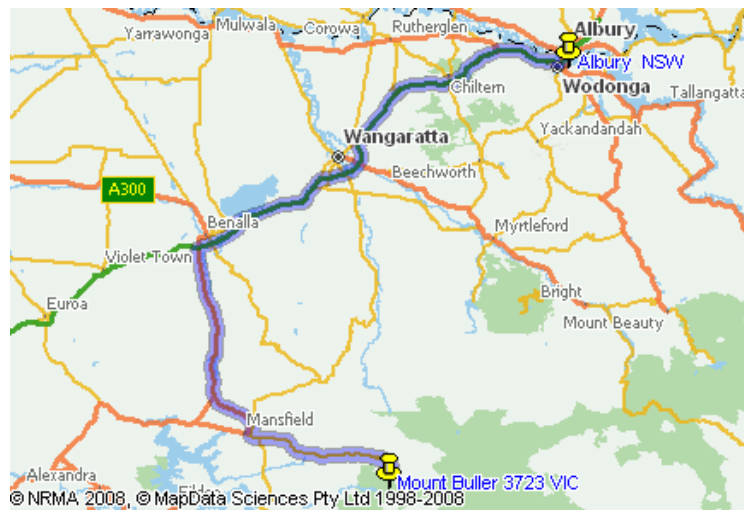 Mulwala
Corowa
Rutherglen
Albury
Yarrawonga
Albury NSW
Chiltern
Wodonga
Tallangatta
Yackandandah
Wangaratta
Beechworth
A300
Benalla
Myrtleford
Violet Town
Euroa
Bright
Mount Beauty
Mansfield
Alexandra
Mount Buller 3723 VIC
© NRMA 2008, © MapData Sciences Pty Ltd 1998-2008